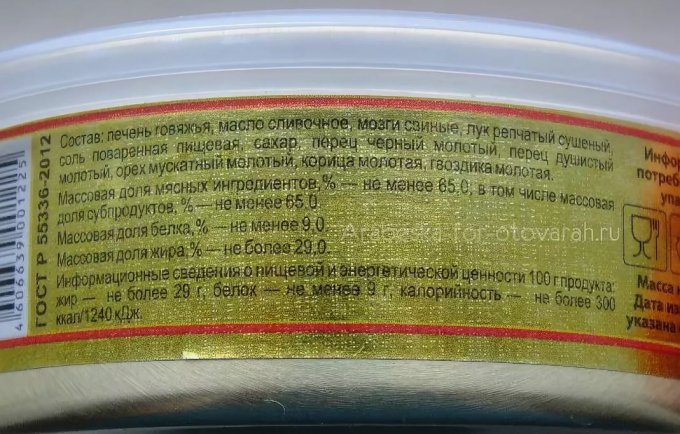 Состав: печень говяжья, масло сливочное, мозги свиные, лук репчатый сушеный,
соль поваренная пищевая, сахар, перец черный молотый, перец душистый
молотый, орех мускатный молотый, корица молотая, гвоздика молотая.
Массовая доля мясных ингредиентов,% — не менее 65,0, в том числе массовая
доля субпродуктов,% — не менее 65,0.
Массовая доля белка,% — не менее 9,0.
Массовая доля жира,% — не более 29,0.
Информационные сведения о пищевой и энергетической ценности 100 г продукта:
жир — не более 29 г, белок — не менее 9 г, калорийность — не более 300
ккал/1240 кДж.
ГОСТ Р 55336-2012
4606639001225
Инфор
потреб
упа
Масса н
Дата из
указана
otovarah.ru